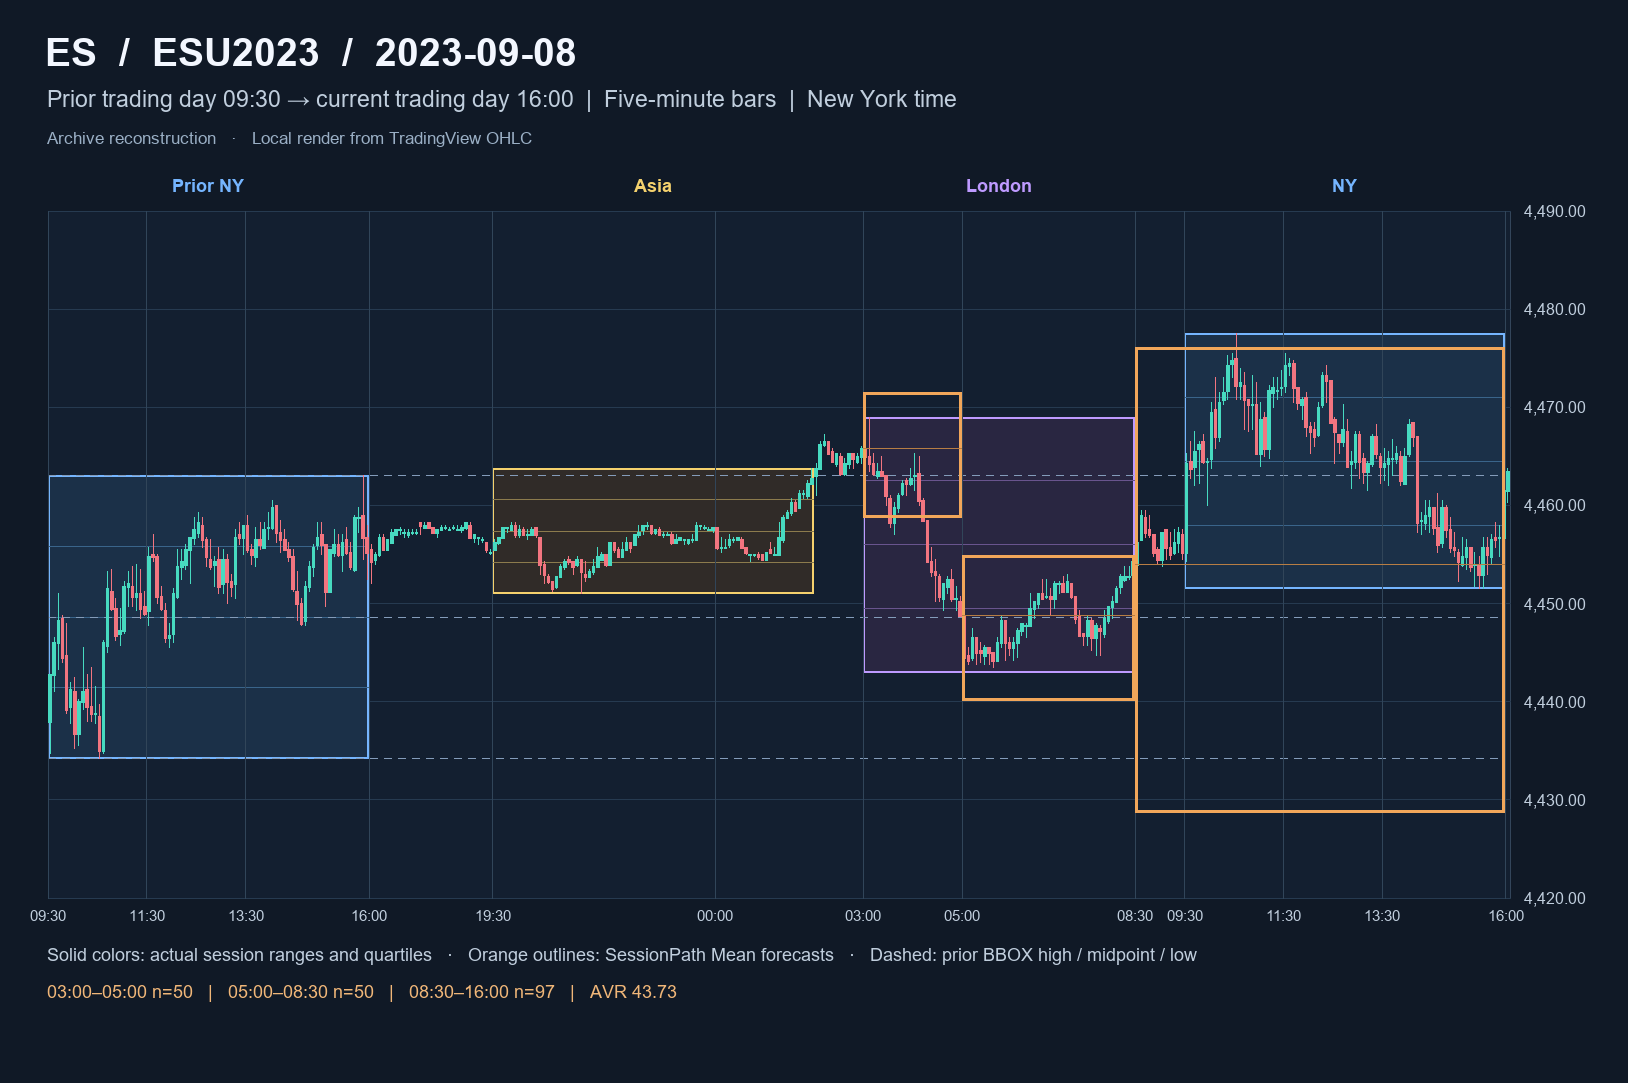 ES / ESU2023 / 2023-09-08
Prior trading day 09:30 → current trading day 16:00 | Five-minute bars | New York time
Archive reconstruction · Local render from TradingView OHLC
Prior NY Asia London NY
4,490.00
4,480.00
4,470.00
4,460.00
4,450.00
4,440.00
4,430.00
4,420.00
09:30 11:30 13:30 16:00 19:30 00:00 03:00 05:00 08:30 09:30 11:30 13:30 16:00
Solid colors: actual session ranges and quartiles · Orange outlines: SessionPath Mean forecasts · Dashed: prior BBOX high / midpoint / low
03:00–05:00 n=50 | 05:00–08:30 n=50 | 08:30–16:00 n=97 | AVR 43.73